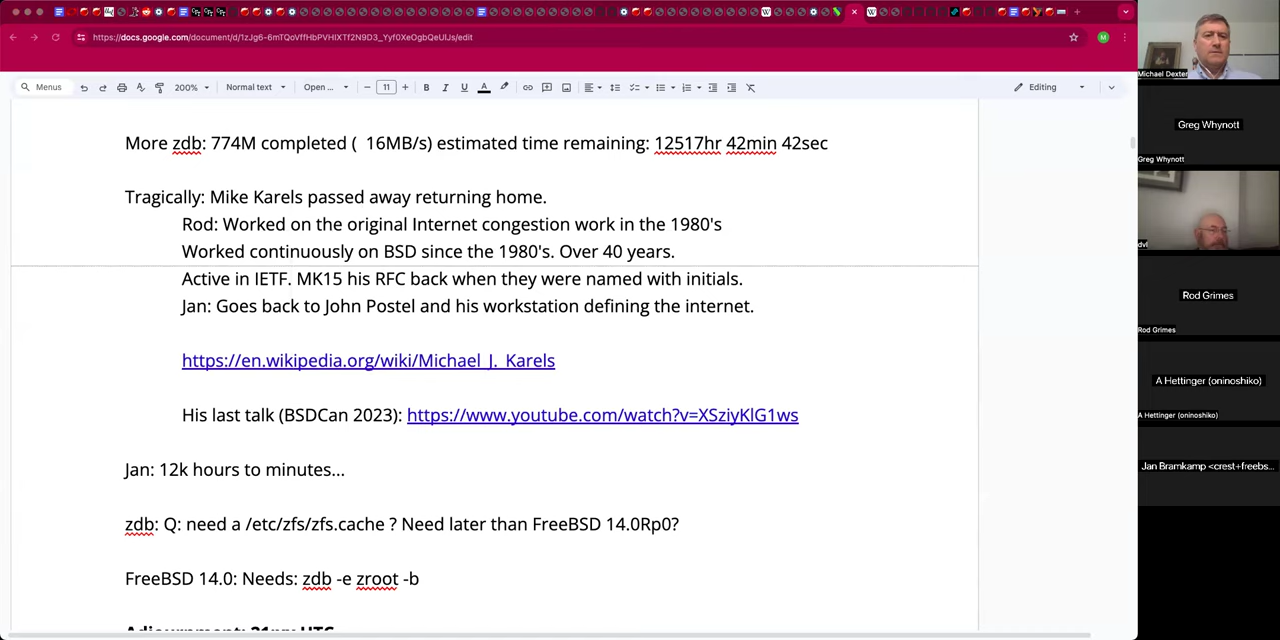 https://docs.google.com/document/d/1zJg6-6mTQoVffHbPVHIXTf2N9D3_Yyf0XeOgbQeUIJs/edit
M
Menus
200%
Normal text
Open ...
11
Editing
More zdb: 774M completed (  16MB/s) estimated time remaining: 12517hr 42min 42sec
Tragically: Mike Karels passed away returning home.
Rod: Worked on the original Internet congestion work in the 1980's
Worked continuously on BSD since the 1980's. Over 40 years.
Active in IETF. MK15 his RFC back when they were named with initials.
Jan: Goes back to John Postel and his workstation defining the internet.
https://en.wikipedia.org/wiki/Michael_J._Karels
His last talk (BSDCan 2023): https://www.youtube.com/watch?v=XSziyKlG1ws
Jan: 12k hours to minutes...
zdb: Q: need a /etc/zfs/zfs.cache ? Need later than FreeBSD 14.0Rp0?
FreeBSD 14.0: Needs: zdb -e zroot -b
Michael Dexter
Greg Whynott
Greg Whynott
dvl
Rod Grimes
Rod Grimes
A Hettinger (oninoshiko)
A Hettinger (oninoshiko)
Jan Bramkamp <crest+freebs...